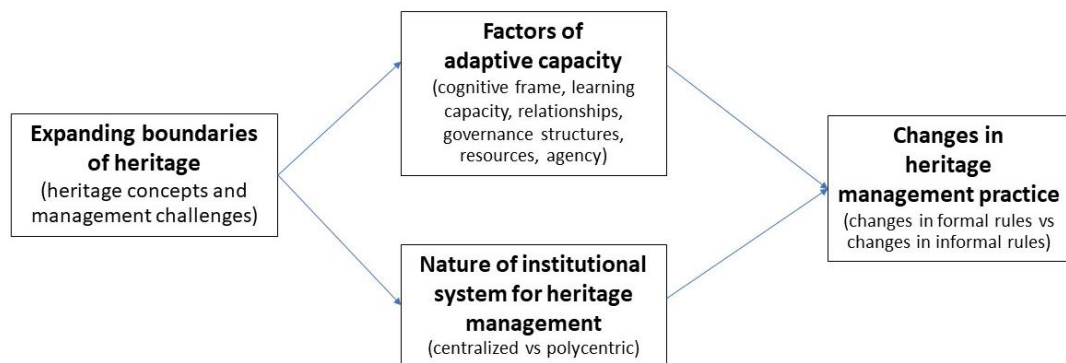 Expanding boundaries
of heritage
(heritage concepts and
management challenges)
Factors of
adaptive capacity
(cognitive frame, learning
capacity, relationships,
governance structures,
resources, agency)
Nature of institutional
system for heritage
management
(centralized vs polycentric)
Changes in
heritage
management practice
(changes in formal rules vs
changes in informal rules)